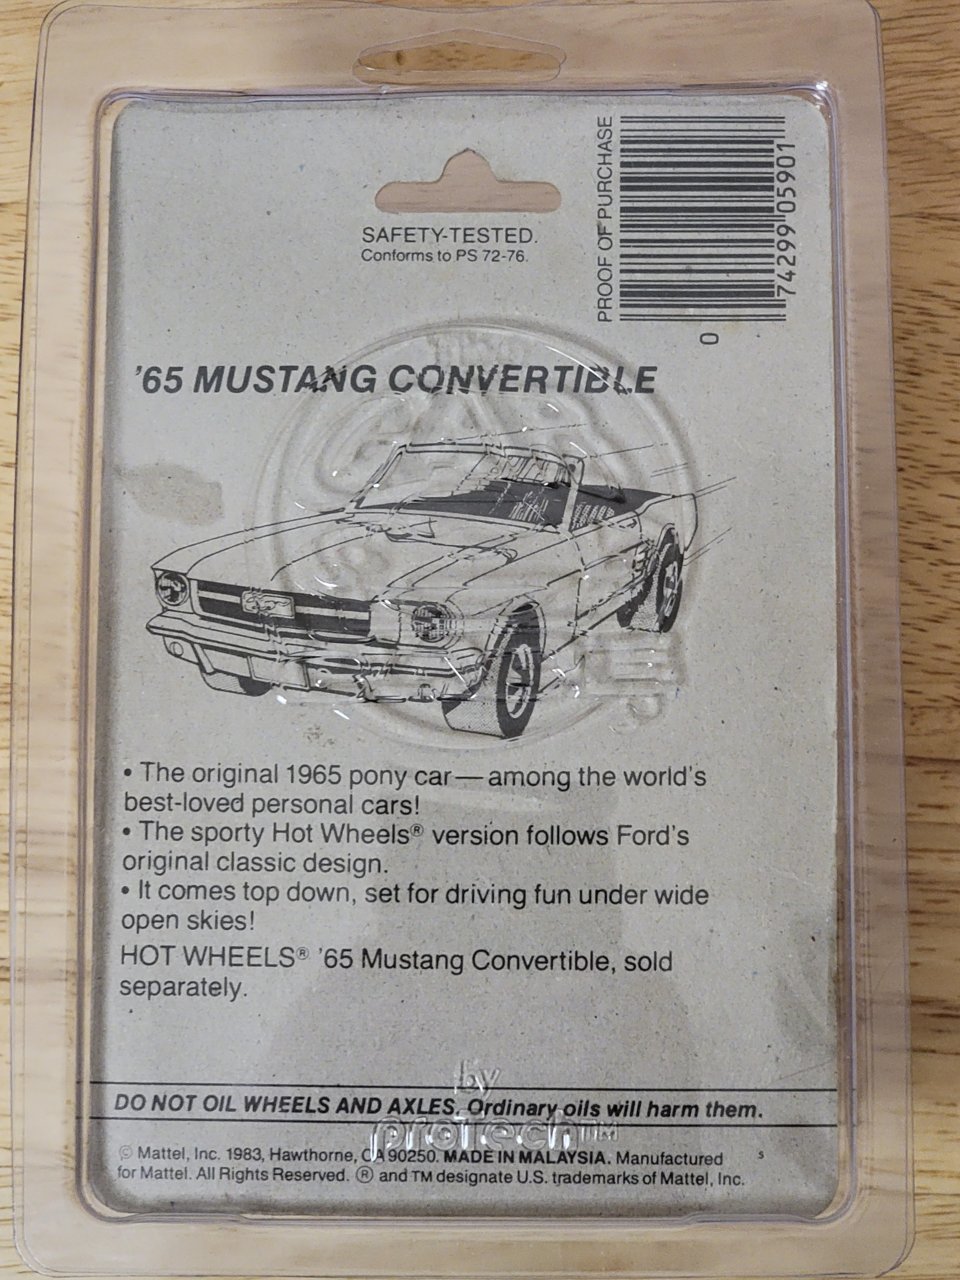 PROOF OF PURCHASE
74299 05901
0
SAFETY-TESTED.
Conforms to PS 72-76.
'65 MUSTANG CONVERTIBLE
THE
CAR
• The original 1965 pony car—among the world's
best-loved personal cars!
• The sporty Hot Wheels® version follows Ford's
original classic design.
• It comes top down, set for driving fun under wide
open skies!
HOT WHEELS® '65 Mustang Convertible, sold
separately.
by
DO NOT OIL WHEELS AND AXLES. Ordinary oils will harm them.
proTech™
© Mattel, Inc. 1983, Hawthorne, CA 90250. MADE IN MALAYSIA. Manufactured
for Mattel. All Rights Reserved. ® and TM designate U.S. trademarks of Mattel, Inc.
s